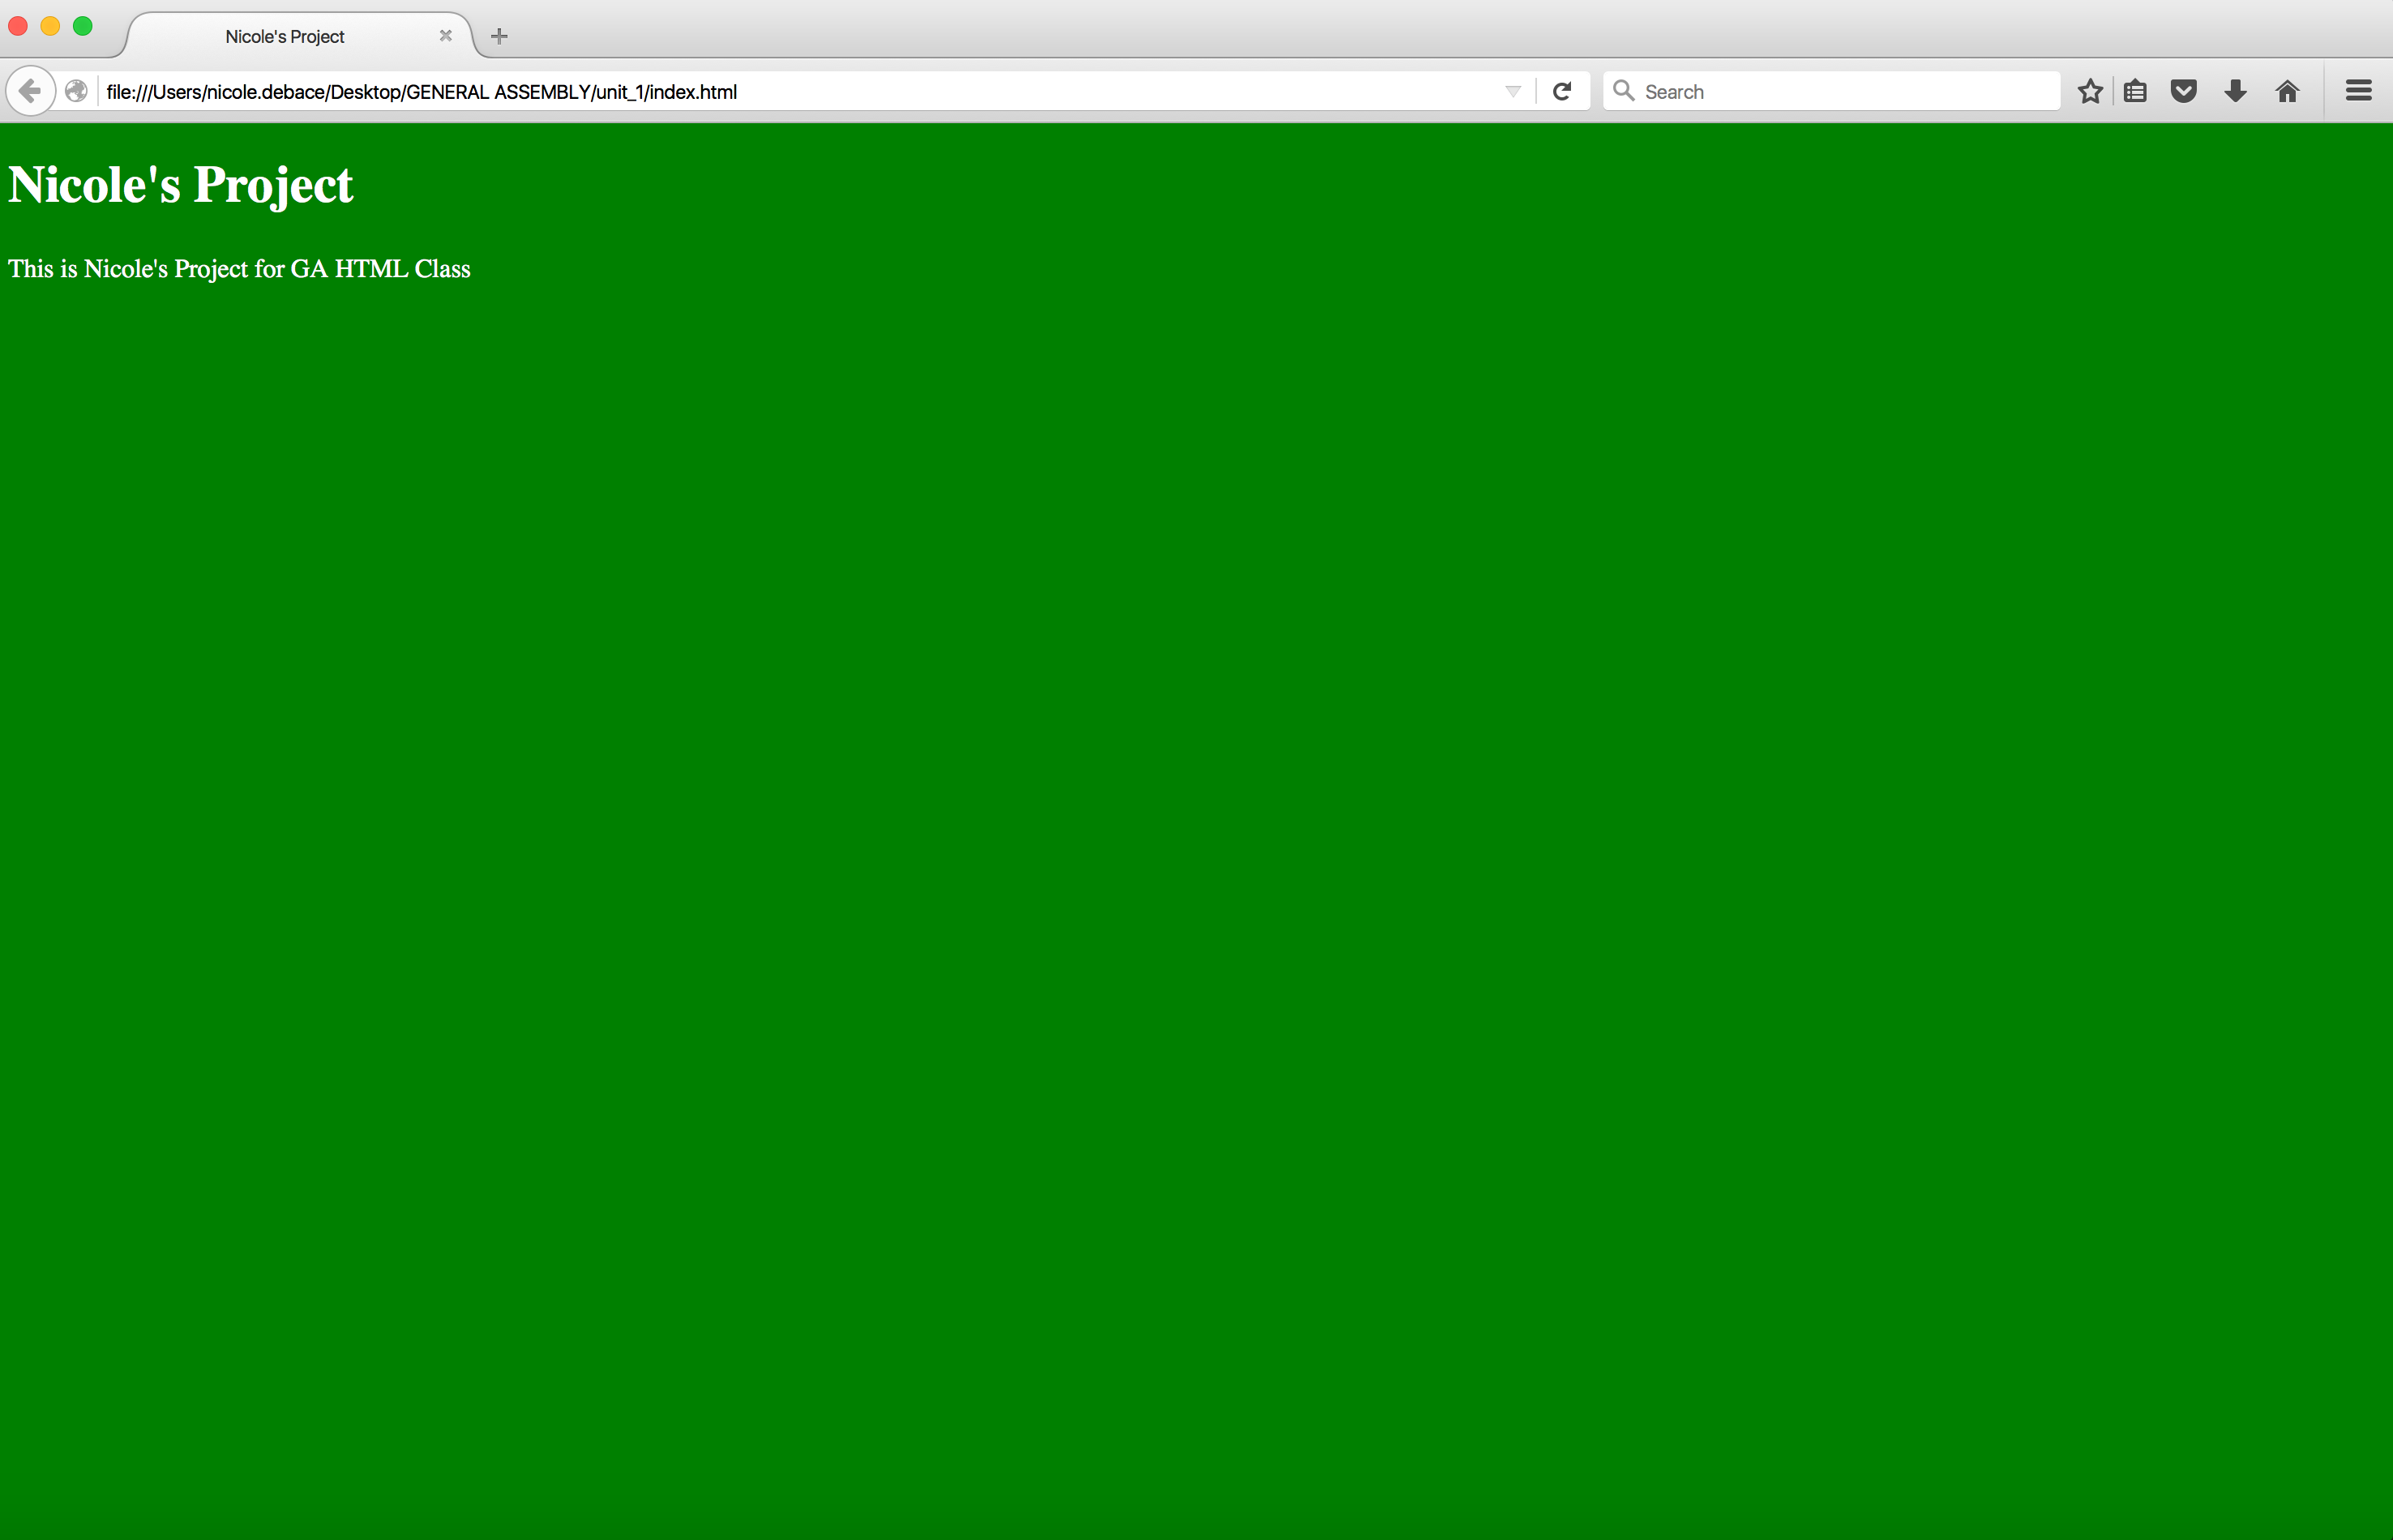 Nicole's Project
file:///Users/nicole.debace/Desktop/GENERAL ASSEMBLY/unit_1/index.html
Search
Nicole's Project
This is Nicole's Project for GA HTML Class